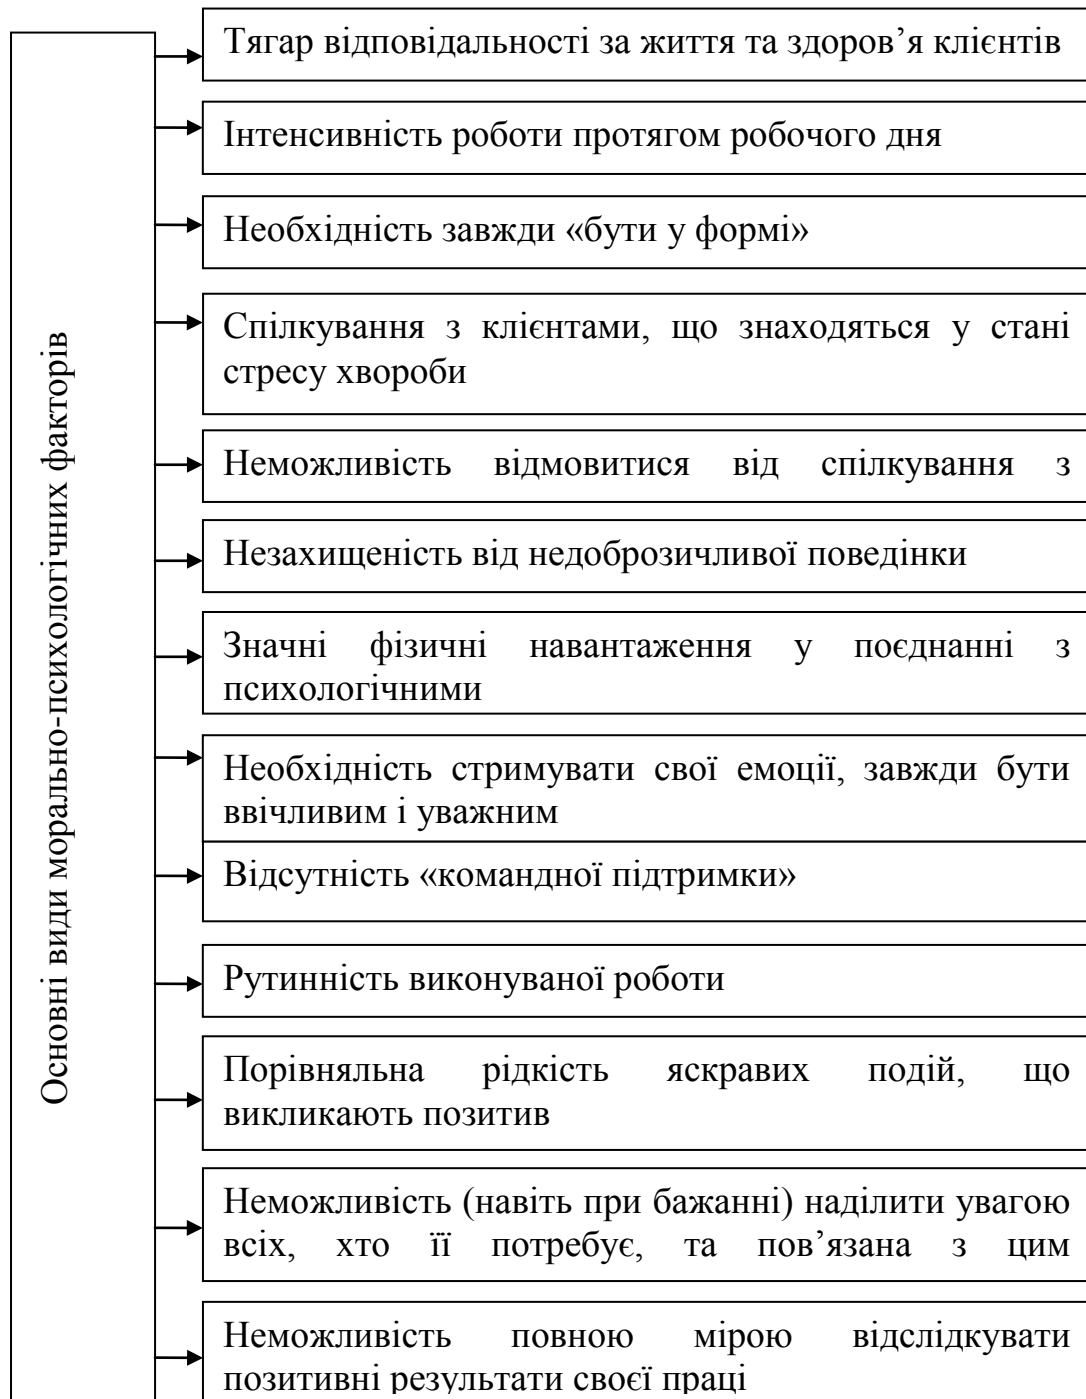 Основні види морально-психологічних факторів
Тягар відповідальності за життя та здоров’я клієнтів
Інтенсивність роботи протягом робочого дня
Необхідність завжди «бути у формі»
Спілкування з клієнтами, що знаходяться у стані
стресу хвороби
Неможливість відмовитися від спілкування з
Незахищеність від недоброзичливої поведінки
Значні фізичні навантаження у поєднанні з
психологічними
Необхідність стримувати свої емоції, завжди бути
ввічливим і уважним
Відсутність «командної підтримки»
Рутинність виконуваної роботи
Порівняльна рідкість яскравих подій, що
викликають позитив
Неможливість (навіть при бажанні) наділити увагою
всіх, хто її потребує, та пов’язана з цим
Неможливість повною мірою відслідкувати
позитивні результати своєї праці